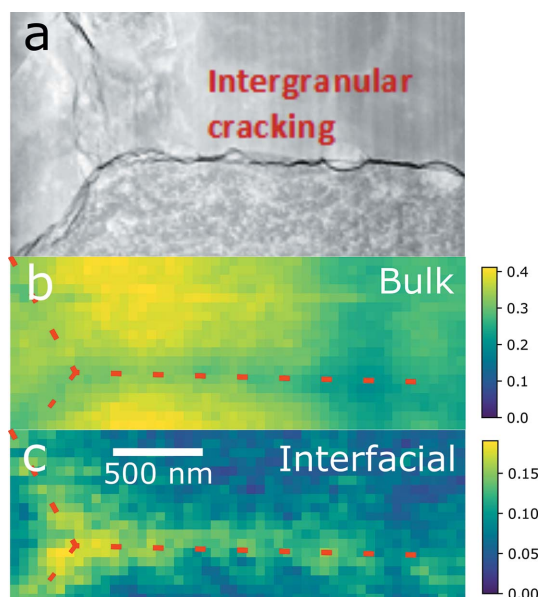 a
Intergranular
cracking
b
Bulk
0.4
0.3
0.2
0.1
0.0
c
Interfacial
500 nm
0.15
0.10
0.05
0.00